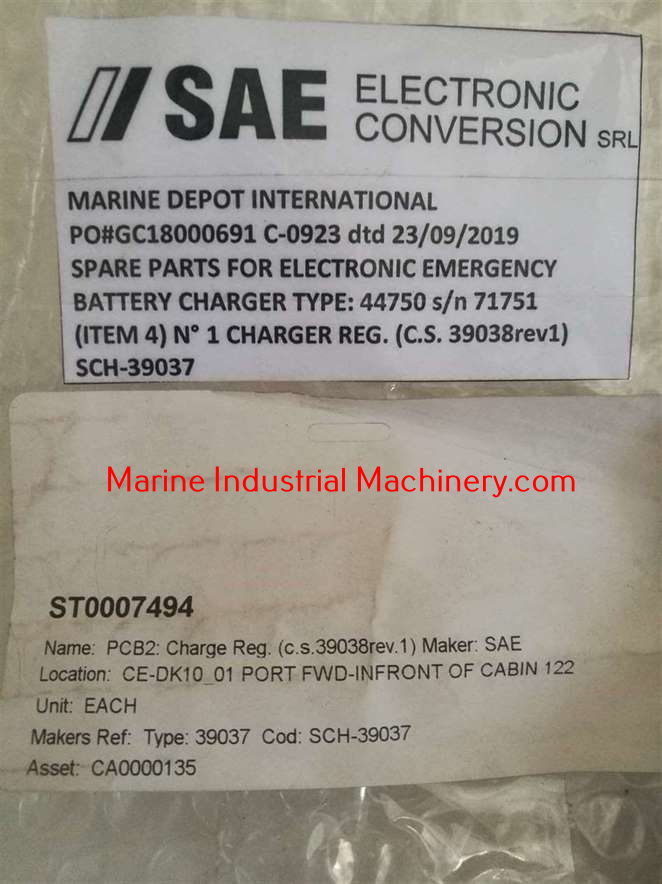 SAE ELECTRONIC
CONVERSION SRL
MARINE DEPOT INTERNATIONAL
PO#GC18000691 C-0923 dtd 23/09/2019
SPARE PARTS FOR ELECTRONIC EMERGENCY
BATTERY CHARGER TYPE: 44750 s/n 71751
(ITEM 4) N° 1 CHARGER REG. (C.S. 39038rev1)
SCH-39037
Marine Industrial Machinery.com
ST0007494
Name: PCB2: Charge Reg. (c.s.39038rev.1) Maker: SAE
Location: CE-DK10_01 PORT FWD-INFRONT OF CABIN 122
Unit: EACH
Makers Ref: Type: 39037 Cod: SCH-39037
Asset: CA0000135